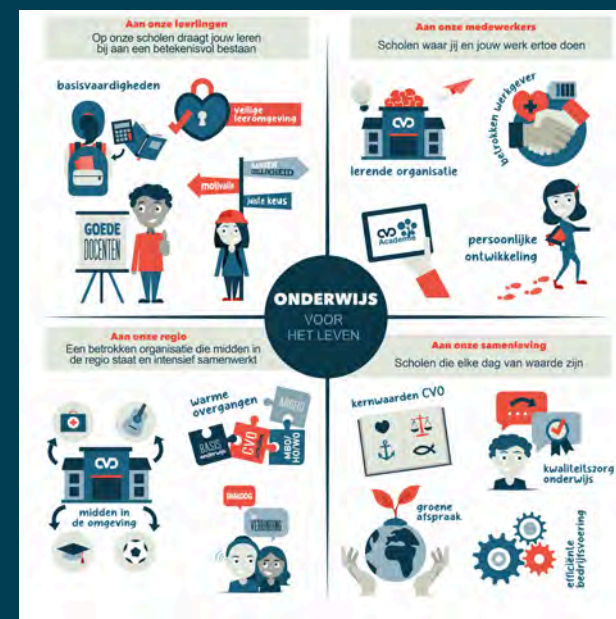 Aan onze leerlingen
Op onze scholen draagt jouw leren
bij aan een betekenisvol bestaan
basisvaardigheden
veilige
leeromgeving
motivatie
juiste keus
GOEDE
DOCENTEN
Aan onze medewerkers
Scholen waar jij en jouw werk ertoe doen
CVO
lerende organisatie
betrokken werkgever
CVO
Academie
persoonlijke
ontwikkeling
ONDERWIJS
VOOR
HET LEVEN
Aan onze regio
Een betrokken organisatie die midden in
de regio staat en intensief samenwerkt
CVO
midden in
de omgeving
warme
overgangen
BASIS
onderwijs
CVO
ARBEID
MBO/
HO/WO
DIALOOG
VERBINDING
Aan onze samenleving
Scholen die elke dag van waarde zijn
kernwaarden CVO
kwaliteitszorg
onderwijs
groene
afspraak
efficiënte
bedrijfsvoering